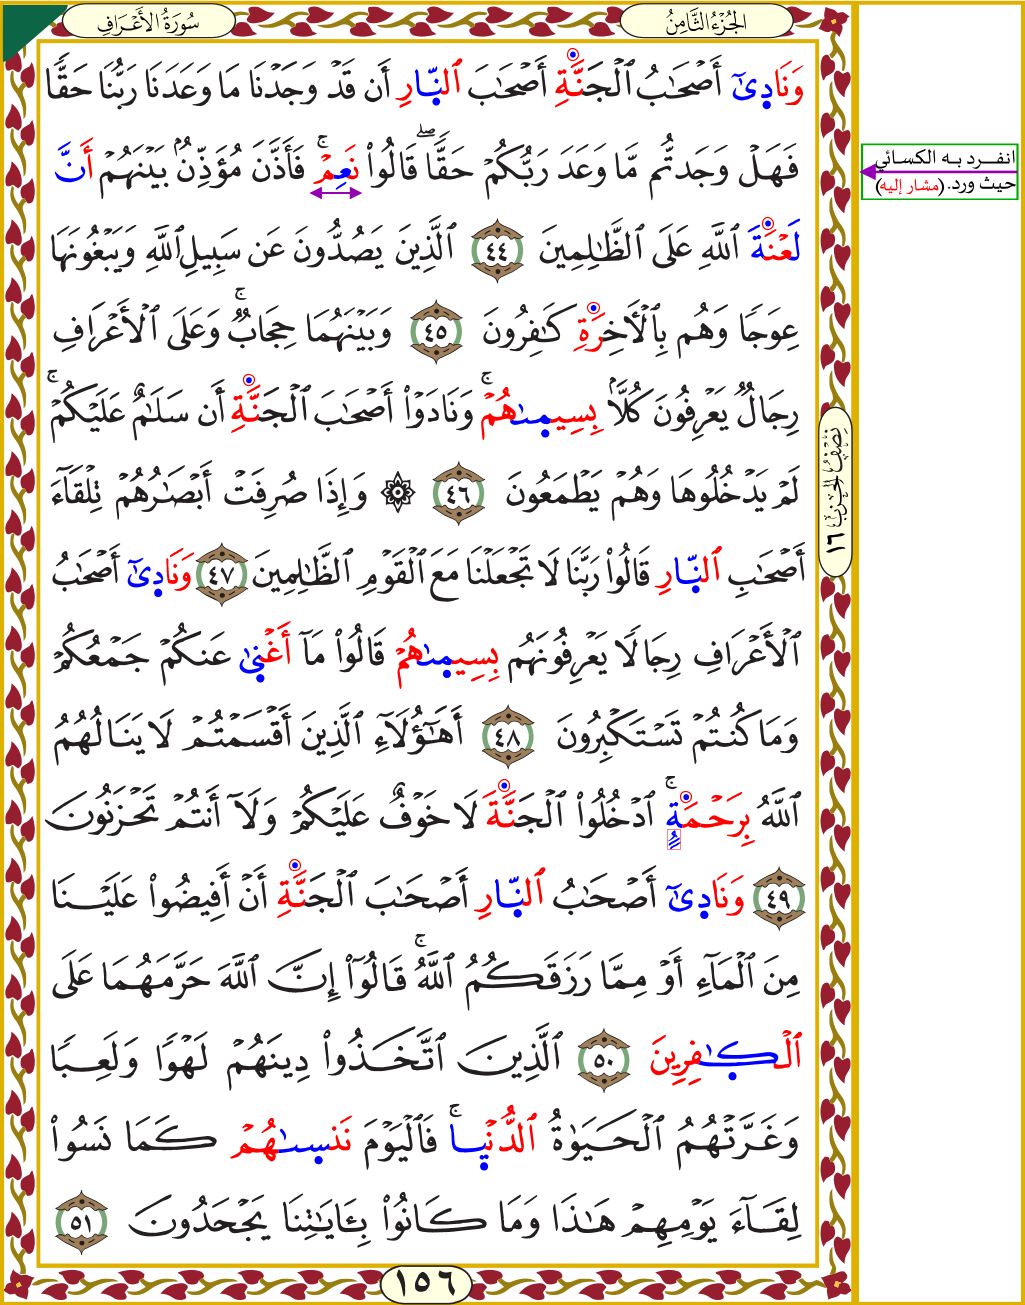 سُورَةُ الأَعْرَافِ
الجُزْءُ الثَّامِنُ
وَنَادِىٰٓ أَصْحَٰبُ ٱلْجَنَّةِ أَصْحَٰبَ ٱلنِّارِ أَن قَدْ وَجَدْنَا مَا وَعَدَنَا رَبُّنَا حَقًّا
فَهَلْ وَجَدتُّم مَّا وَعَدَ رَبُّكُمْ حَقًّاۖ قَالُوا۟ نَعِمْۚ فَأَذَّنَ مُؤَذِّنٌۢ بَيْنَهُمْ أَنَّ
لَعْنَةَ ٱللَّهِ عَلَى ٱلظَّٰلِمِينَ ٤٤ ٱلَّذِينَ يَصُدُّونَ عَن سَبِيلِ ٱللَّهِ وَيَبْغُونَهَا
عِوَجًا وَهُم بِٱلْأَخِرَةِ كَٰفِرُونَ ٤٥ وَبَيْنَهُمَا حِجَابٌۚ وَعَلَى ٱلْأَعْرَافِ
رِجَالٌ يَعْرِفُونَ كُلًّۢا بِسِيمِىٰهُمْۚ وَنَادَوْا۟ أَصْحَٰبَ ٱلْجَنَّةِ أَن سَلَٰمٌ عَلَيْكُمْۚ
لَمْ يَدْخُلُوهَا وَهُمْ يَطْمَعُونَ ٤٦ ۞ وَإِذَا صُرِفَتْ أَبْصَٰرُهُمْ تِلْقَآءَ
أَصْحَٰبِ ٱلنِّارِ قَالُوا۟ رَبَّنَا لَا تَجْعَلْنَا مَعَ ٱلْقَوْمِ ٱلظَّٰلِمِينَ ٤٧ وَنَادِىٰٓ أَصْحَٰبُ
ٱلْأَعْرَافِ رِجَالًا يَعْرِفُونَهُم بِسِيمِىٰهُمْ قَالُوا۟ مَآ أَغْنِىٰ عَنكُمْ جَمْعُكُمْ
وَمَا كُنتُمْ تَسْتَكْبِرُونَ ٤٨ أَهَٰٓؤُلَآءِ ٱلَّذِينَ أَقْسَمْتُمْ لَا يَنَالُهُمُ
ٱللَّهُ بِرَحْمَةٍۚ ٱدْخُلُوا۟ ٱلْجَنَّةَ لَا خَوْفٌ عَلَيْكُمْ وَلَآ أَنتُمْ تَحْزَنُونَ
٤٩ وَنَادِىٰٓ أَصْحَٰبُ ٱلنِّارِ أَصْحَٰبَ ٱلْجَنَّةِ أَنْ أَفِيضُوا۟ عَلَيْنَا
مِنَ ٱلْمَآءِ أَوْ مِمَّا رَزَقَكُمُ ٱللَّهُۚ قَالُوٓا۟ إِنَّ ٱللَّهَ حَرَّمَهُمَا عَلَى
ٱلْكِٰفِرِينَ ٥٠ ٱلَّذِينَ ٱتَّخَذُوا۟ دِينَهُمْ لَهْوًا وَلَعِبًا
وَغَرَّتْهُمُ ٱلْحَيَوٰةُ ٱلدُّنْيِاۚ فَٱلْيَوْمَ نَنسِىٰهُمْ كَمَا نَسُوا۟
لِقَآءَ يَوْمِهِمْ هَٰذَا وَمَا كَانُوا۟ بِـَٔايَٰتِنَا يَجْحَدُونَ ٥١
انفرد به الكسائي
حيث ورد. (مشار إليه)
نِصْفُ الحِزْبِ ١٦
١٥٦